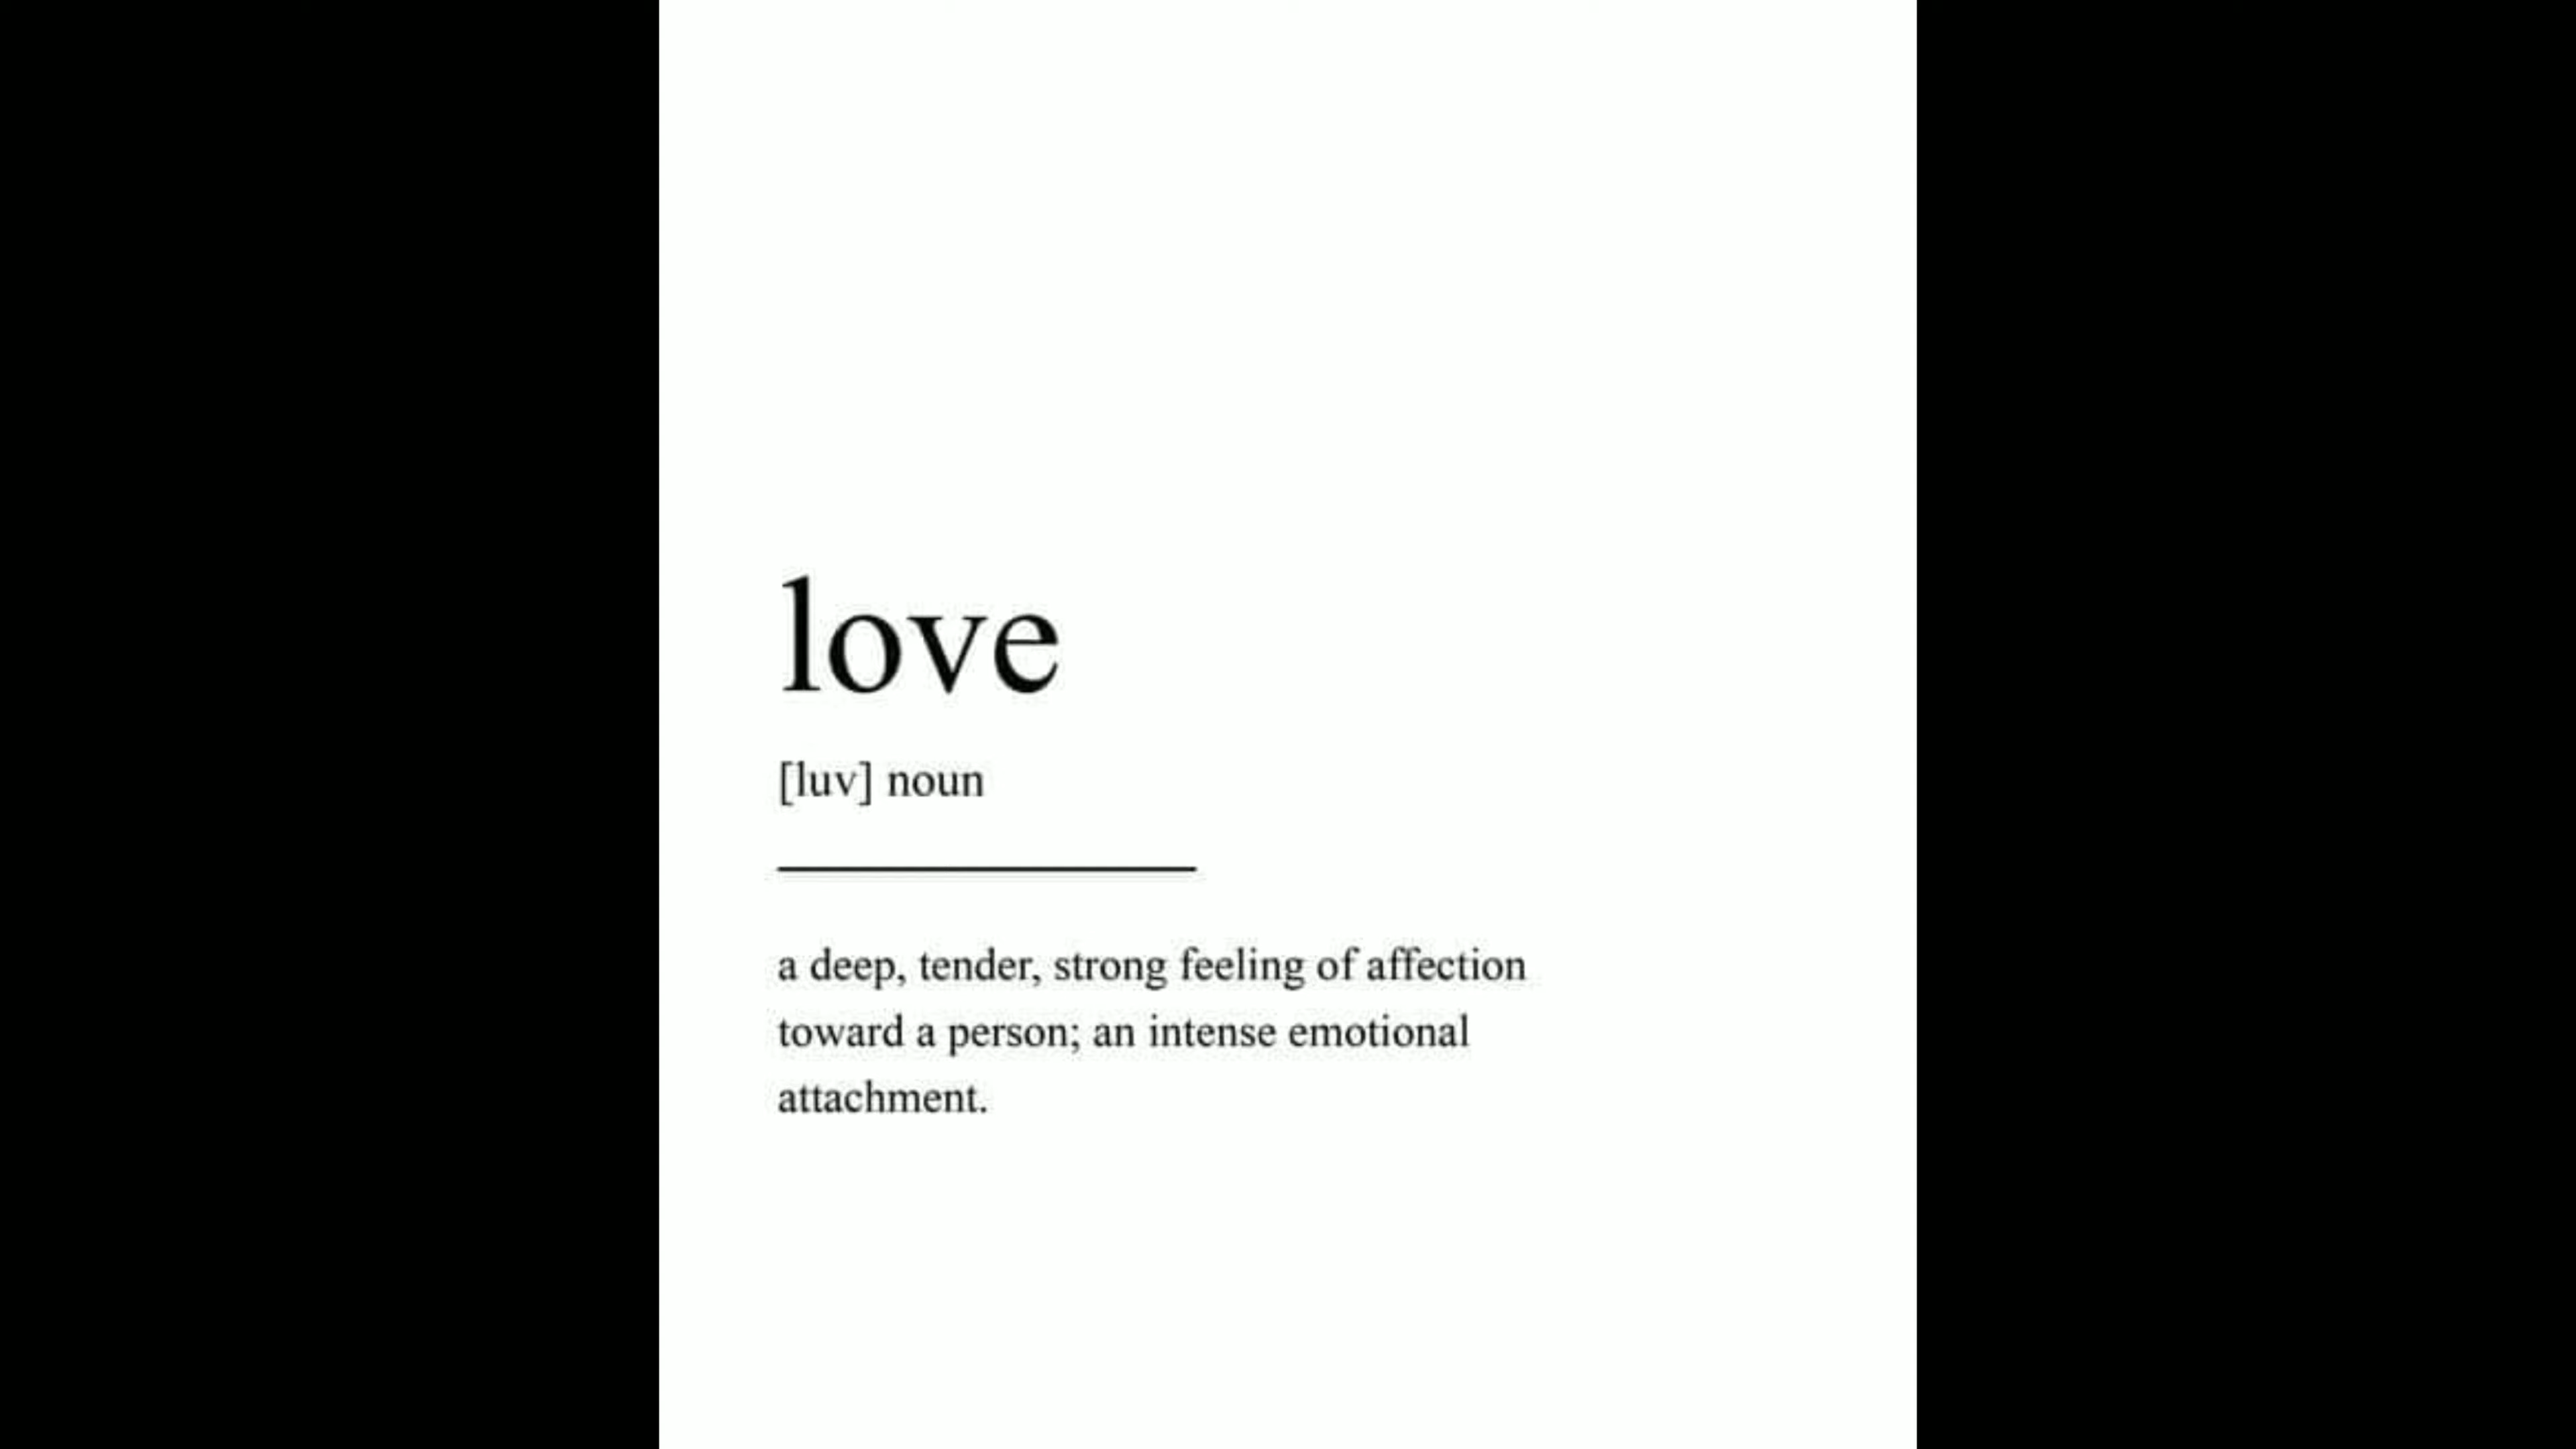 love
[luv] noun
a deep, tender, strong feeling of affection
toward a person; an intense emotional
attachment.